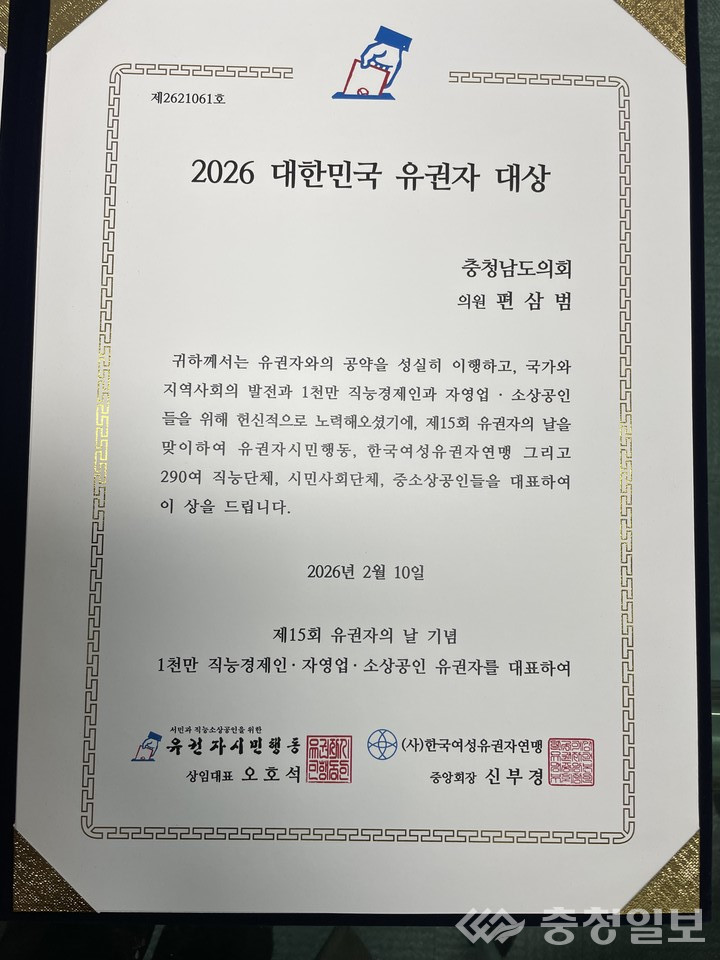 제2621061호
2026 대한민국 유권자 대상
충청남도의회
의원 편 삼 범
귀하께서는 유권자와의 공약을 성실히 이행하고, 국가와
지역사회의 발전과 1천만 직능경제인과 자영업 · 소상공인
들을 위해 헌신적으로 노력해오셨기에, 제15회 유권자의 날을
맞이하여 유권자시민행동, 한국여성유권자연맹 그리고
290여 직능단체, 시민사회단체, 중소상공인들을 대표하여
이 상을 드립니다.
2026년 2월 10일
제15회 유권자의 날 기념
1천만 직능경제인 · 자영업 · 소상공인 유권자를 대표하여
서민과 직능소상공인을 위한
유권자시민행동
상임대표 오호석
(사)한국여성유권자연맹
중앙회장 신부경
충청일보